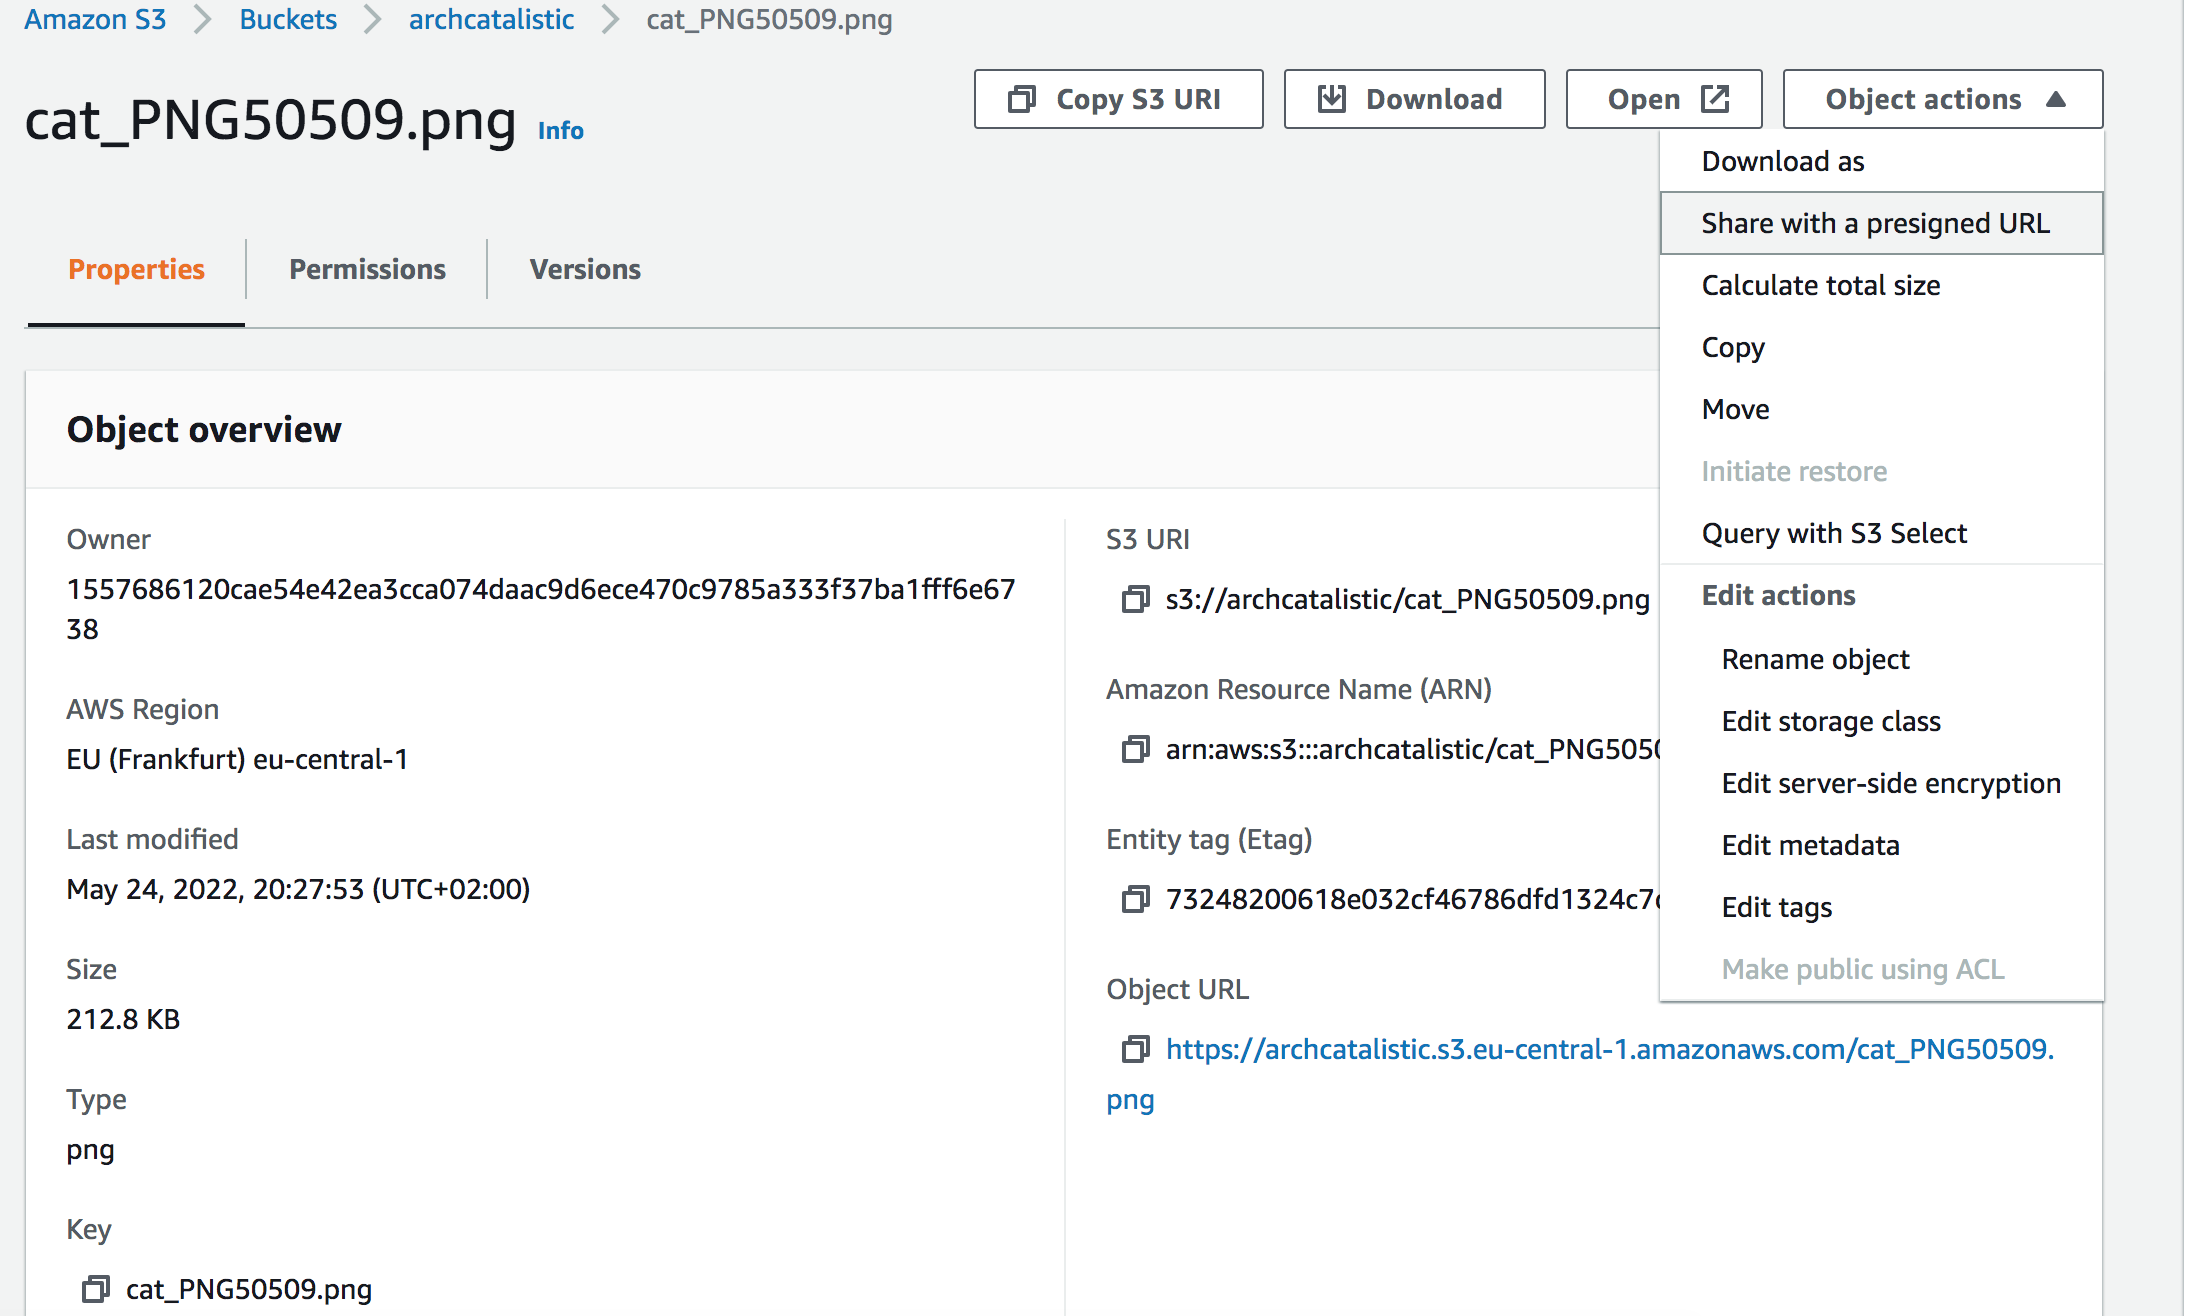 Amazon S3 Buckets archcatalistic cat_PNG50509.png
cat_PNG50509.png Info
Copy S3 URI Download Open Object actions
Download as
Share with a presigned URL
Calculate total size
Copy
Move
Initiate restore
Query with S3 Select
Edit actions
Rename object
Edit storage class
Edit server-side encryption
Edit metadata
Edit tags
Make public using ACL
Properties Permissions Versions
Object overview
Owner
1557686120cae54e42ea3cca074daac9d6ece470c9785a333f37ba1fff6e67
38
AWS Region
EU (Frankfurt) eu-central-1
Last modified
May 24, 2022, 20:27:53 (UTC+02:00)
Size
212.8 KB
Type
png
Key
cat_PNG50509.png
S3 URI
s3://archcatalistic/cat_PNG50509.png
Amazon Resource Name (ARN)
arn:aws:s3:::archcatalistic/cat_PNG505
Entity tag (Etag)
73248200618e032cf46786dfd1324c7
Object URL
https://archcatalistic.s3.eu-central-1.amazonaws.com/cat_PNG50509.
png